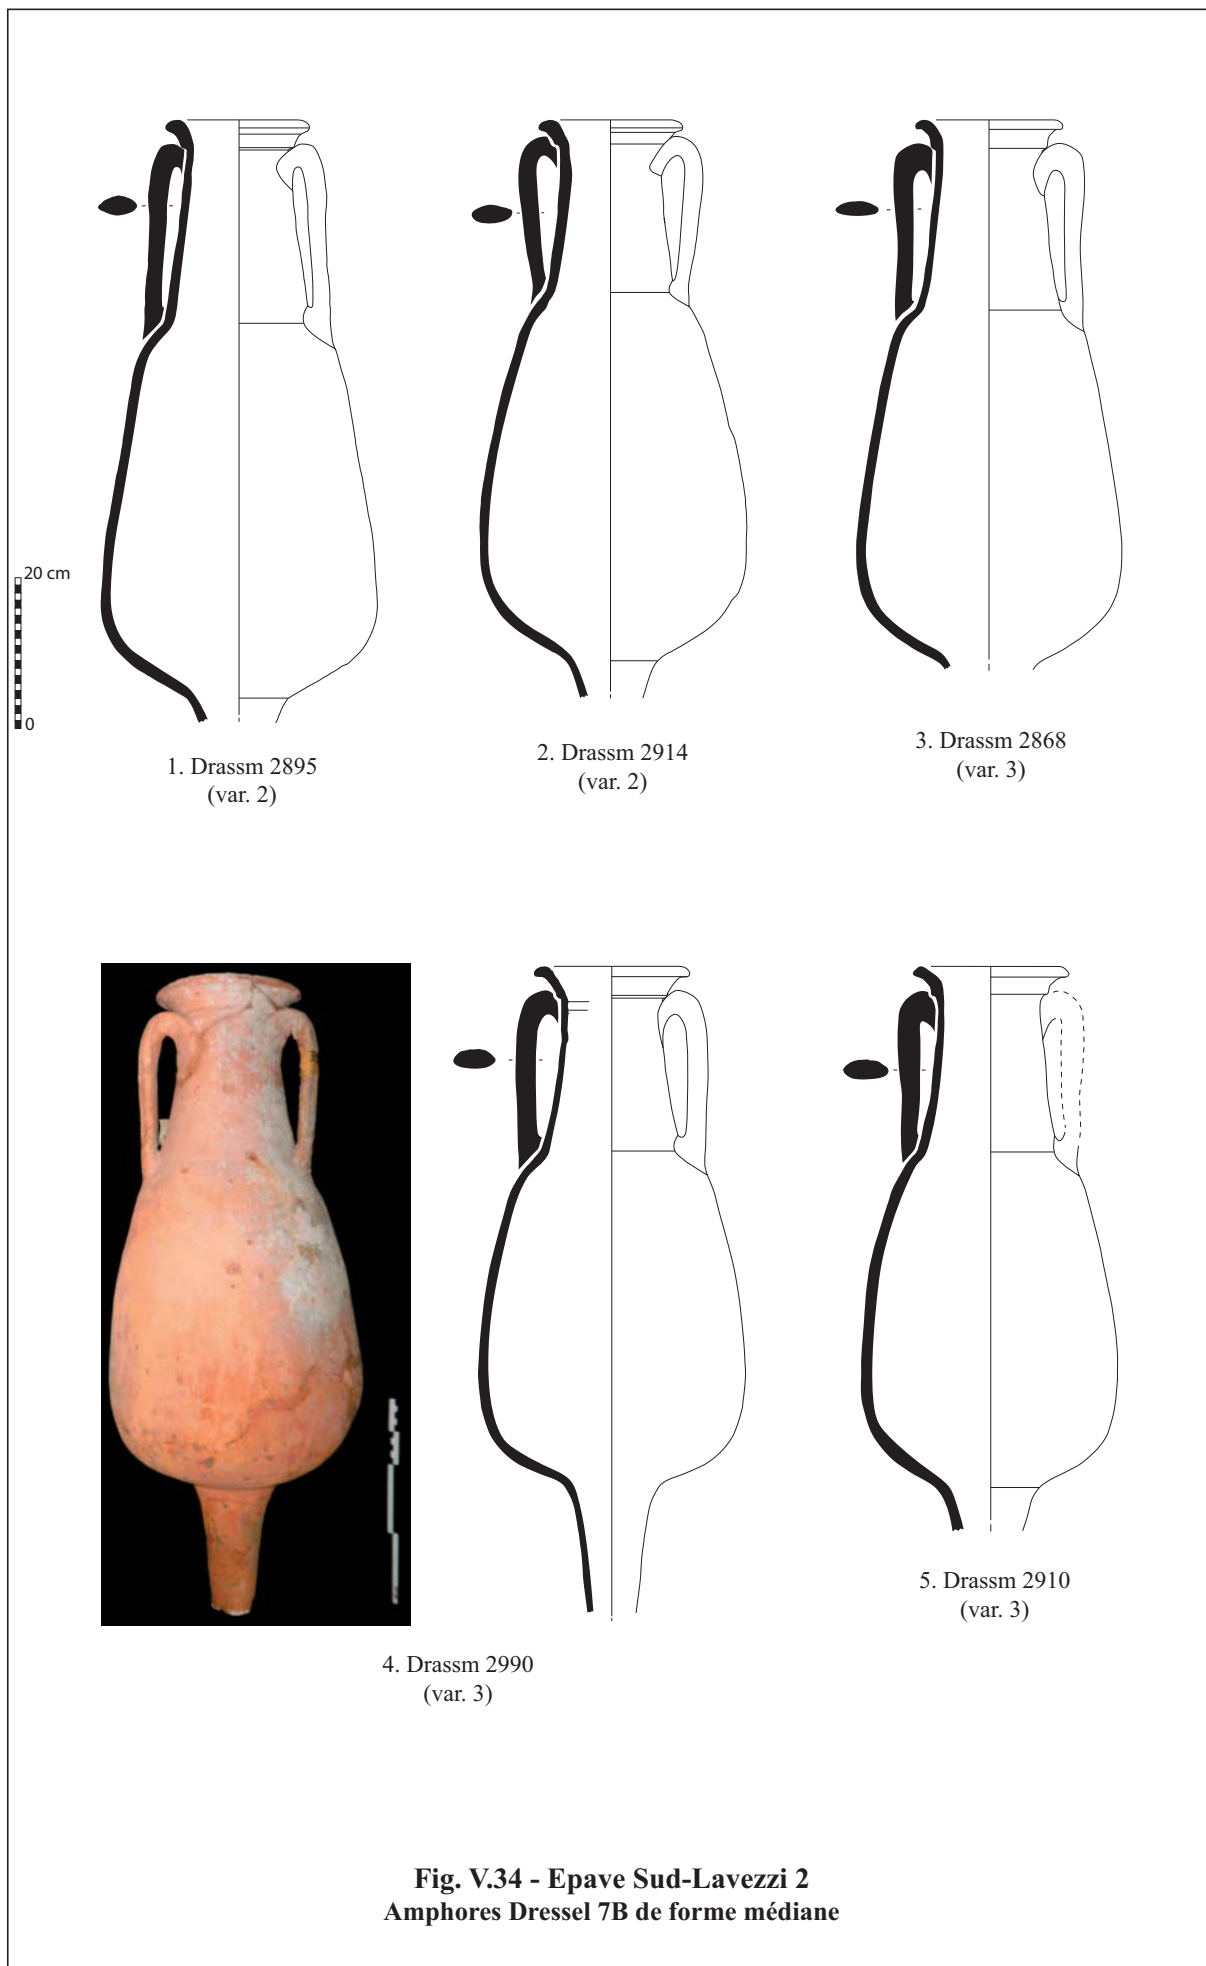 20 cm
0
1. Drassm 2895
(var. 2)
2. Drassm 2914
(var. 2)
3. Drassm 2868
(var. 3)
4. Drassm 2990
(var. 3)
5. Drassm 2910
(var. 3)
Fig. V.34 - Epave Sud-Lavezzi 2
Amphores Dressel 7B de forme médiane